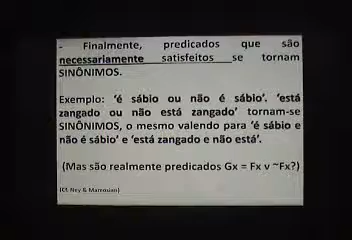 - Finalmente, predicados que são
necessariamente satisfeitos se tornam
SINÔNIMOS.
Exemplo: 'é sábio ou não é sábio'. 'está
zangado ou não está zangado' tornam-se
SINÔNIMOS, o mesmo valendo para 'é sábio e
não é sábio' e 'está zangado e não está'.
(Mas são realmente predicados Gx = Fx v ~Fx?)
(Cf. Ney & Mamouian)